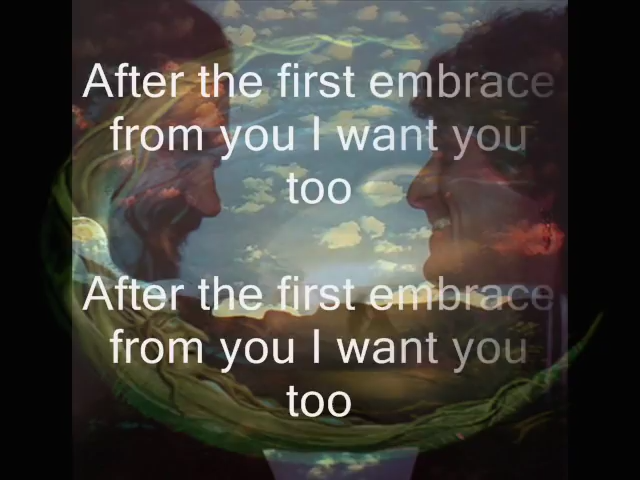 After the first embrace
from you I want you
too
After the first embrace
from you I want you
too